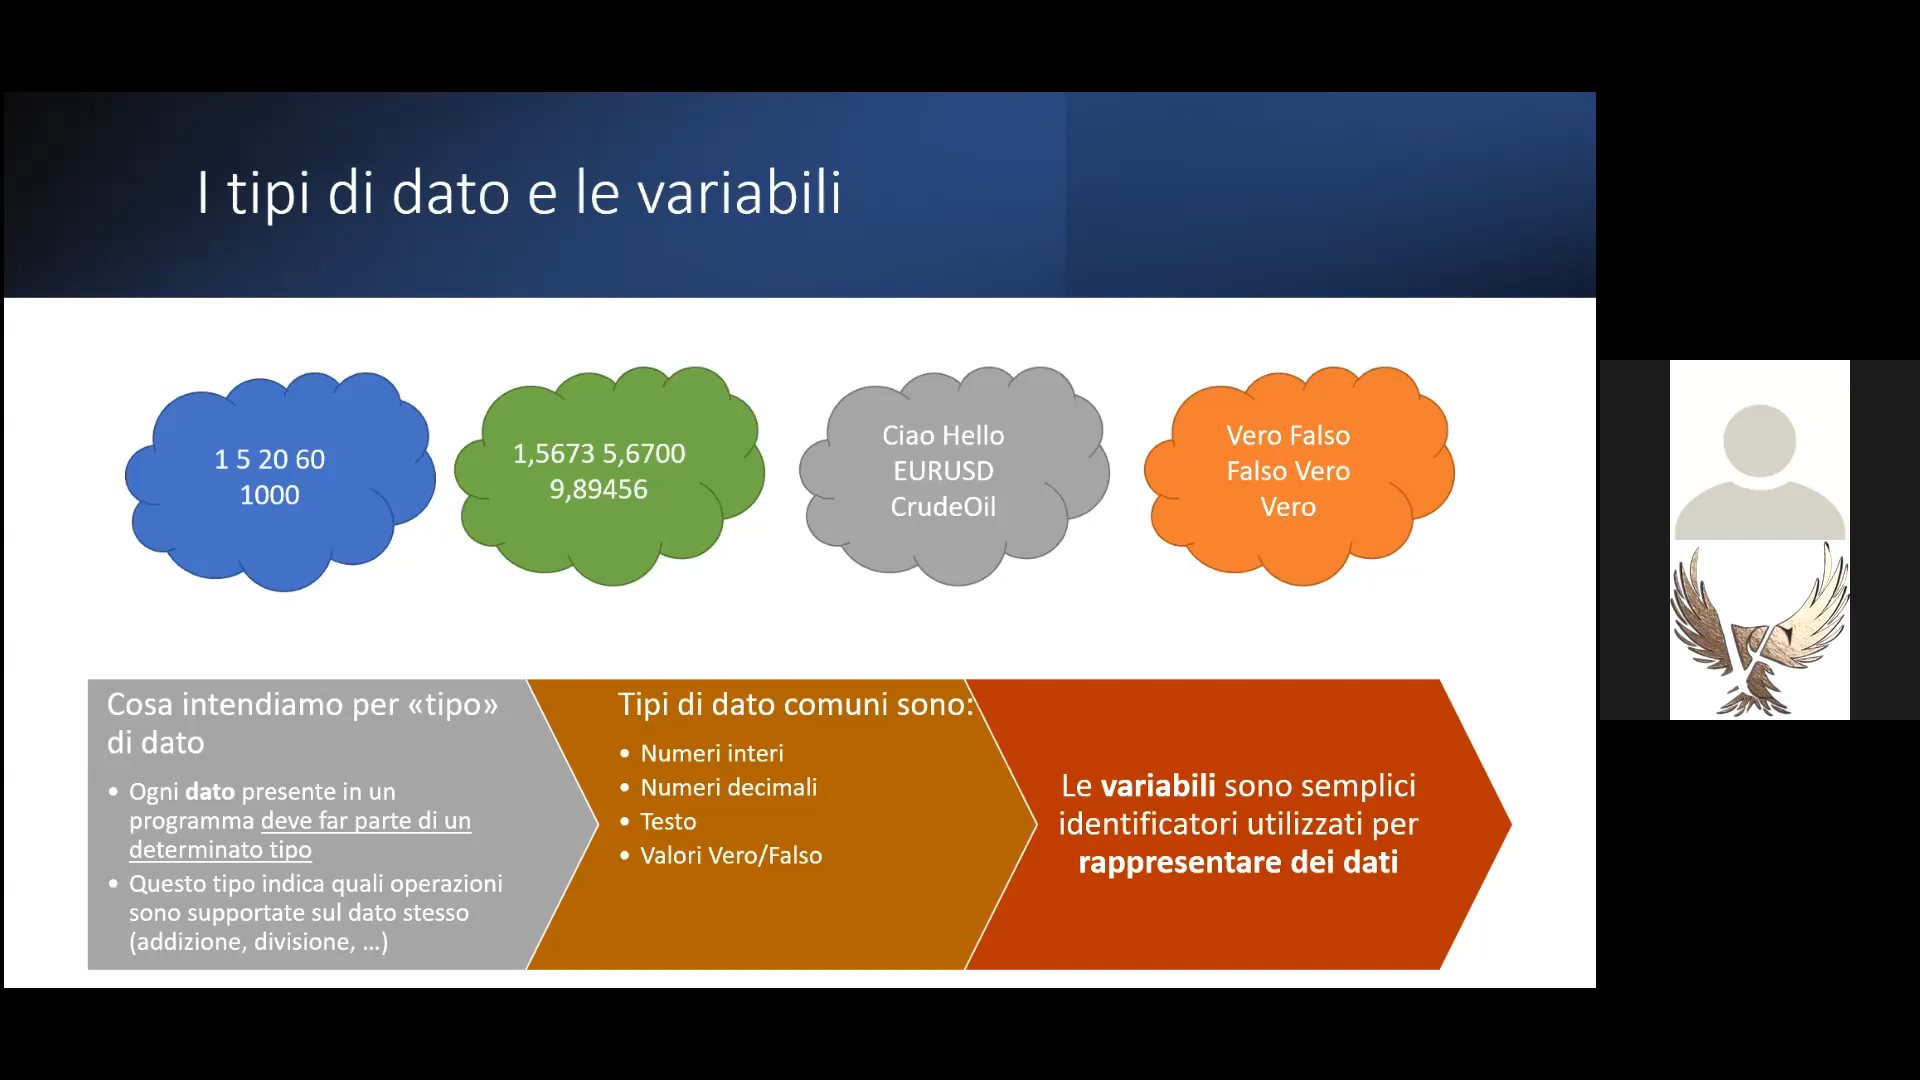 I tipi di dato e le variabili
1 5 20 60
1000
1,5673 5,6700
9,89456
Ciao Hello
EURUSD
CrudeOil
Vero Falso
Falso Vero
Vero
Cosa intendiamo per «tipo»
di dato
• Ogni dato presente in un
programma deve far parte di un
determinato tipo
• Questo tipo indica quali operazioni
sono supportate sul dato stesso
(addizione, divisione, ...)
Tipi di dato comuni sono:
• Numeri interi
• Numeri decimali
• Testo
• Valori Vero/Falso
Le variabili sono semplici
identificatori utilizzati per
rappresentare dei dati